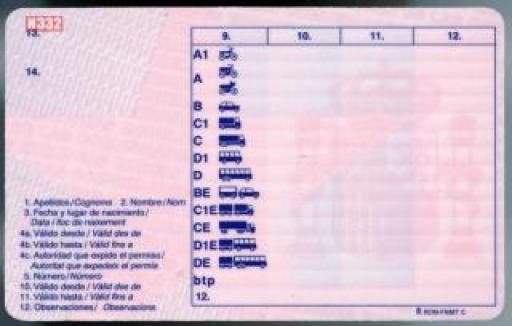 N332
13.
9. 10. 11. 12.
14.
A1
A
B
C1
C
D1
D
BE
C1E
CE
D1E
DE
btp
12.
1. Apellidos/Cognoms 2. Nombre/Nom
3. Fecha y lugar de nacimiento/
Data i lloc de naixement
4a. Válido desde / Vàlid des de
4b. Válido hasta / Vàlid fins a
4c. Autoridad que expide el permiso/
Autoritat que expedeix el permís
5. Número/Número
10. Válido desde / Vàlid des de
11. Válido hasta / Vàlid fins a
12. Observaciones/ Observacions